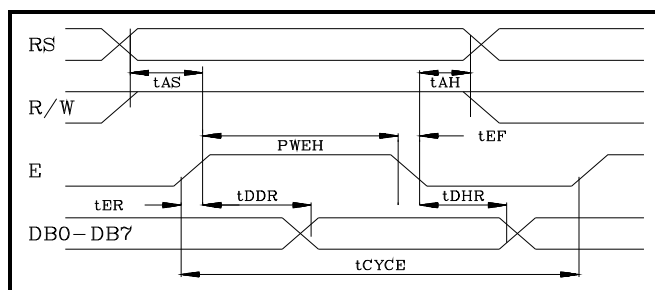 RS
tAS
tAH
R/W
PWEH
tEF
E
tER
tDDR
tDHR
DB0-DB7
tCYCE